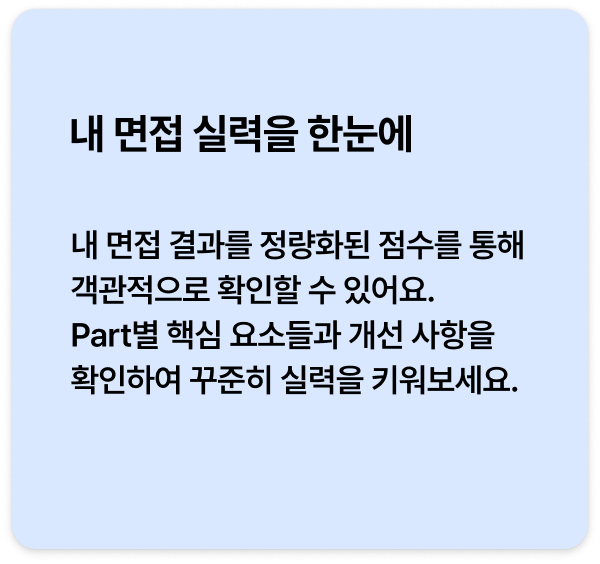 내 면접 실력을 한눈에
내 면접 결과를 정량화된 점수를 통해
객관적으로 확인할 수 있어요.
Part별 핵심 요소들과 개선 사항을
확인하여 꾸준히 실력을 키워보세요.